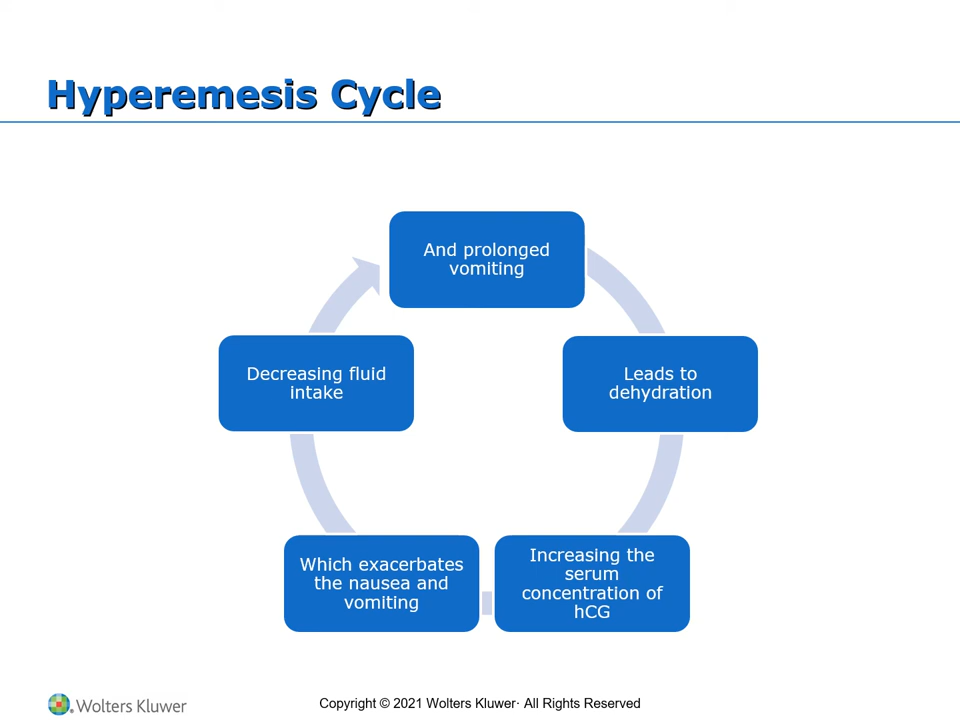 Hyperemesis Cycle
And prolonged
vomiting
Leads to
dehydration
Increasing the
serum
concentration of
hCG
Which exacerbates
the nausea and
vomiting
Decreasing fluid
intake
Wolters Kluwer
Copyright © 2021 Wolters Kluwer· All Rights Reserved